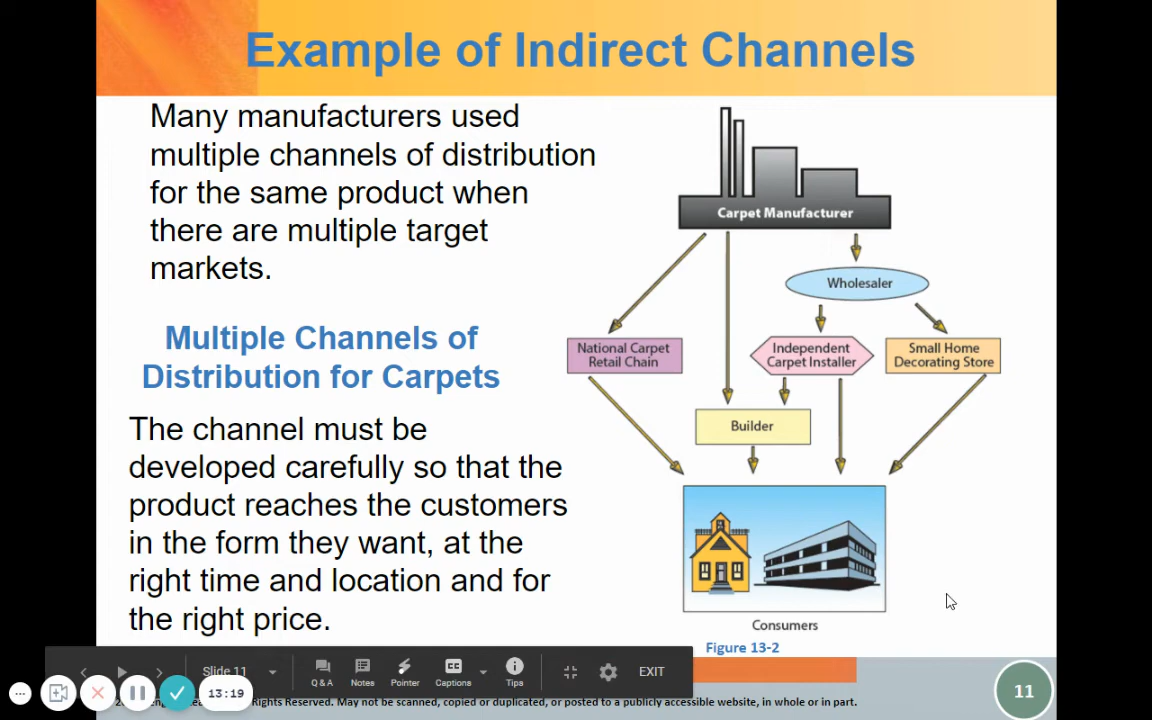 Example of Indirect Channels
Many manufacturers used
multiple channels of distribution
for the same product when
there are multiple target
markets.
Multiple Channels of
Distribution for Carpets
The channel must be
developed carefully so that the
product reaches the customers
in the form they want, at the
right time and location and for
the right price.
Carpet Manufacturer
Wholesaler
National Carpet
Retail Chain
Independent
Carpet Installer
Small Home
Decorating Store
Builder
Consumers
Figure 13-2
Slide 11
Q & A
Notes
Pointer
CC
Captions
Tips
EXIT
13:19
Rights Reserved. May not be scanned, copied or duplicated, or posted to a publicly accessible website, in whole or in part.
11